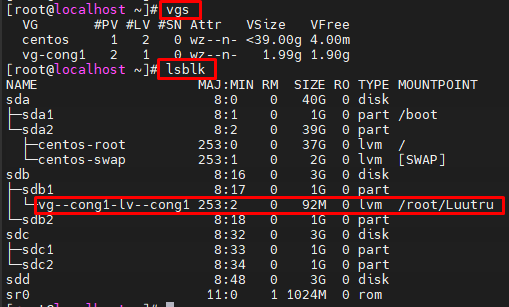 [root@localhost ~]# vgs
  VG       #PV #LV #SN Attr   VSize   VFree
  centos     1   2   0 wz--n- <39.00g 4.00m
  vg-cong1   2   1   0 wz--n-   1.99g 1.90g
[root@localhost ~]# lsblk
NAME                    MAJ:MIN RM  SIZE RO TYPE MOUNTPOINT
sda                       8:0    0   40G  0 disk
├─sda1                    8:1    0    1G  0 part /boot
└─sda2                    8:2    0   39G  0 part
  ├─centos-root         253:0    0   37G  0 lvm  /
  └─centos-swap         253:1    0    2G  0 lvm  [SWAP]
sdb                       8:16   0    3G  0 disk
├─sdb1                    8:17   0    1G  0 part
│ └─vg--cong1-lv--cong1 253:2    0   92M  0 lvm  /root/Luutru
└─sdb2                    8:18   0    1G  0 part
sdc                       8:32   0    3G  0 disk
├─sdc1                    8:33   0    1G  0 part
└─sdc2                    8:34   0    1G  0 part
sdd                       8:48   0    3G  0 disk
sr0                      11:0    1 1024M  0 rom